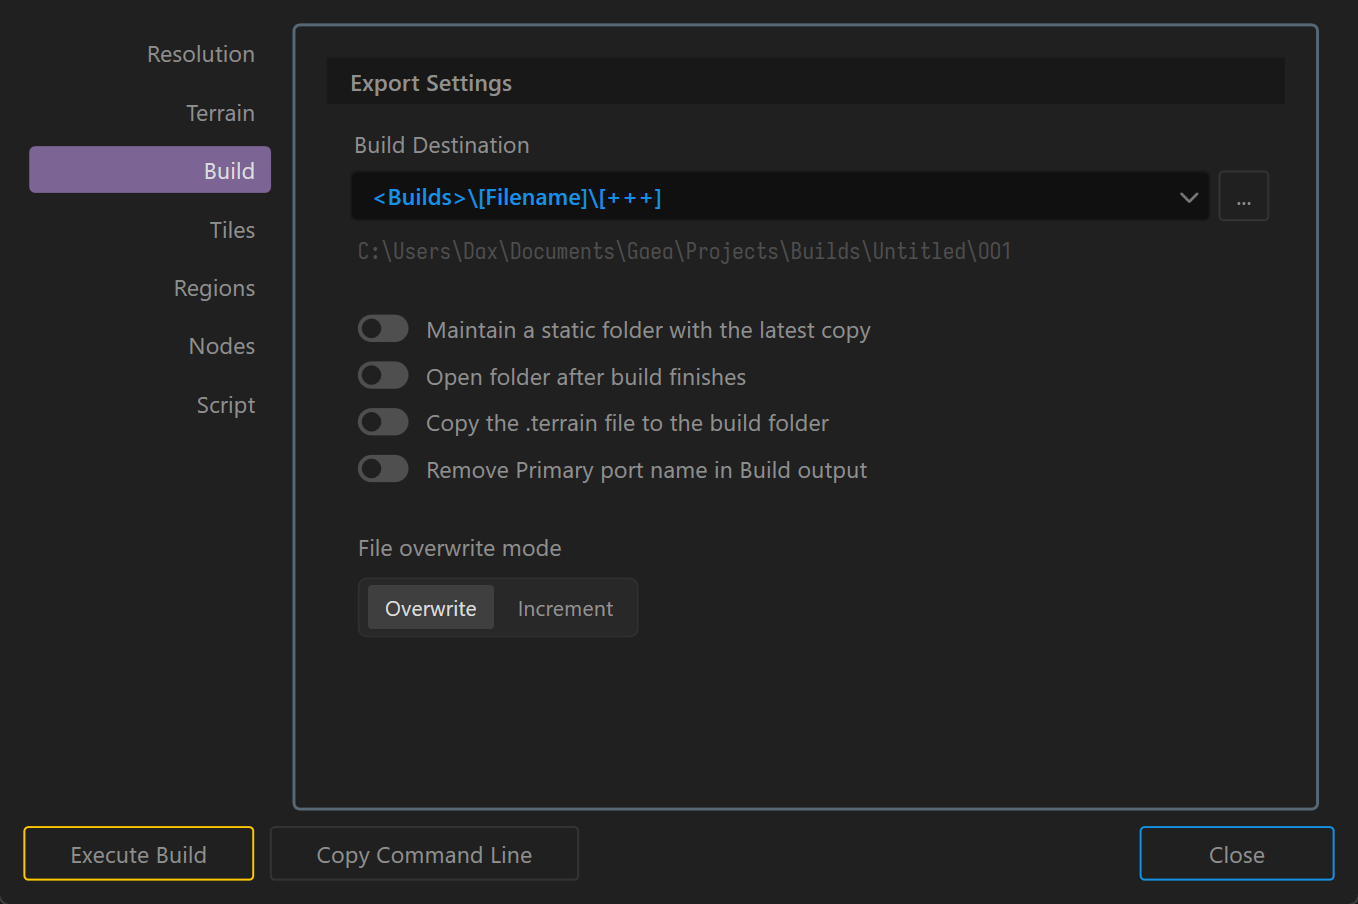 Resolution
Terrain
Build
Tiles
Regions
Nodes
Script
Export Settings
Build Destination
<Builds>\[Filename]\[+++]
...
C:\Users\Dax\Documents\Gaea\Projects\Builds\Untitled\001
Maintain a static folder with the latest copy
Open folder after build finishes
Copy the .terrain file to the build folder
Remove Primary port name in Build output
File overwrite mode
Overwrite Increment
Execute Build
Copy Command Line
Close